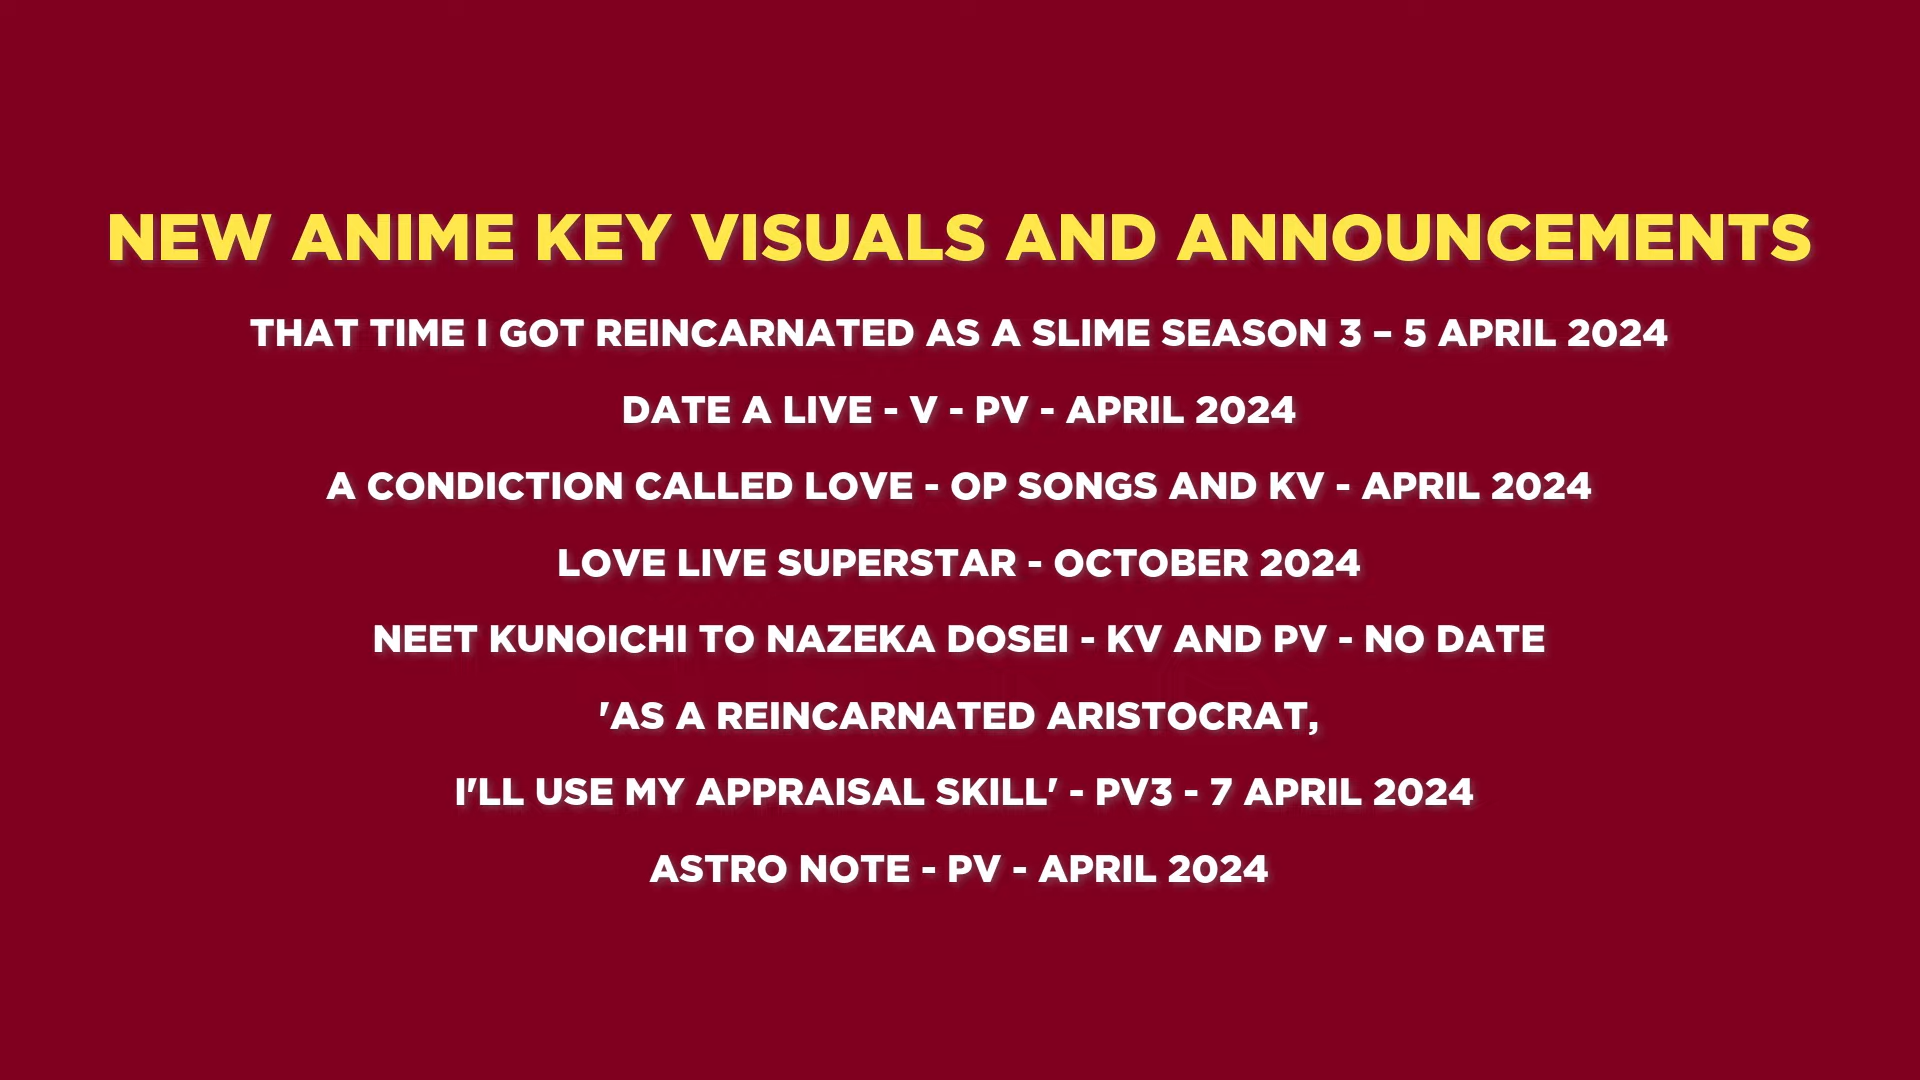 NEW ANIME KEY VISUALS AND ANNOUNCEMENTS
THAT TIME I GOT REINCARNATED AS A SLIME SEASON 3 – 5 APRIL 2024
DATE A LIVE - V - PV - APRIL 2024
A CONDICTION CALLED LOVE - OP SONGS AND KV - APRIL 2024
LOVE LIVE SUPERSTAR - OCTOBER 2024
NEET KUNOICHI TO NAZEKA DOSEI - KV AND PV - NO DATE
'AS A REINCARNATED ARISTOCRAT,
I'LL USE MY APPRAISAL SKILL' - PV3 - 7 APRIL 2024
ASTRO NOTE - PV - APRIL 2024